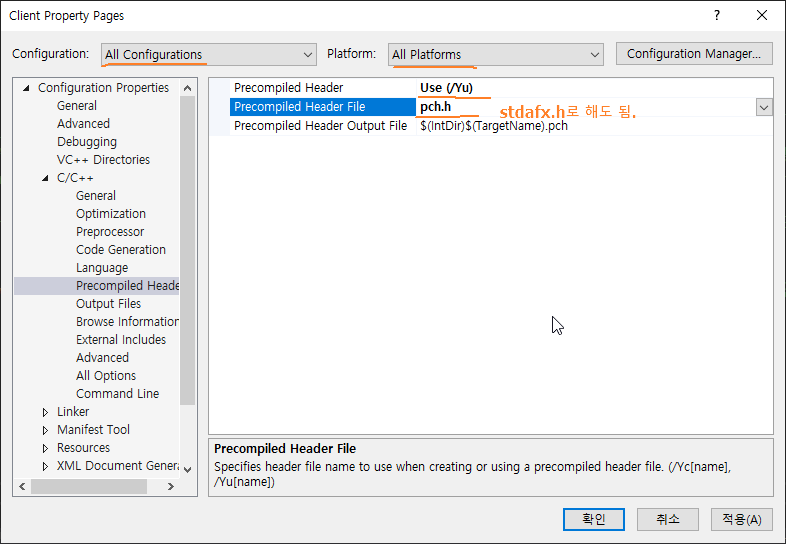 Client Property Pages
Configuration: All Configurations Platform: All Platforms Configuration Manager...
Configuration Properties
General
Advanced
Debugging
VC++ Directories
C/C++
General
Optimization
Preprocessor
Code Generation
Language
Precompiled Heade
Output Files
Browse Information
External Includes
Advanced
All Options
Command Line
Linker
Manifest Tool
Resources
XML Document Genera
Precompiled Header Use (/Yu)
Precompiled Header File pch.h stdafx.h로 해도 됨.
Precompiled Header Output File $(IntDir)$(TargetName).pch
Precompiled Header File
Specifies header file name to use when creating or using a precompiled header file. (/Yc[name],
/Yu[name])
확인 취소 적용(A)